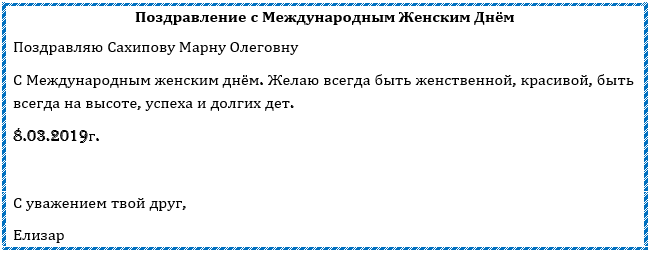 Поздравление с Международным Женским Днём
Поздравляю Сахипову Марну Олеговну
С Международным женским днём. Желаю всегда быть женственной, красивой, быть
всегда на высоте, успеха и долгих дет.
8.03.2019г.
С уважением твой друг,
Елизар